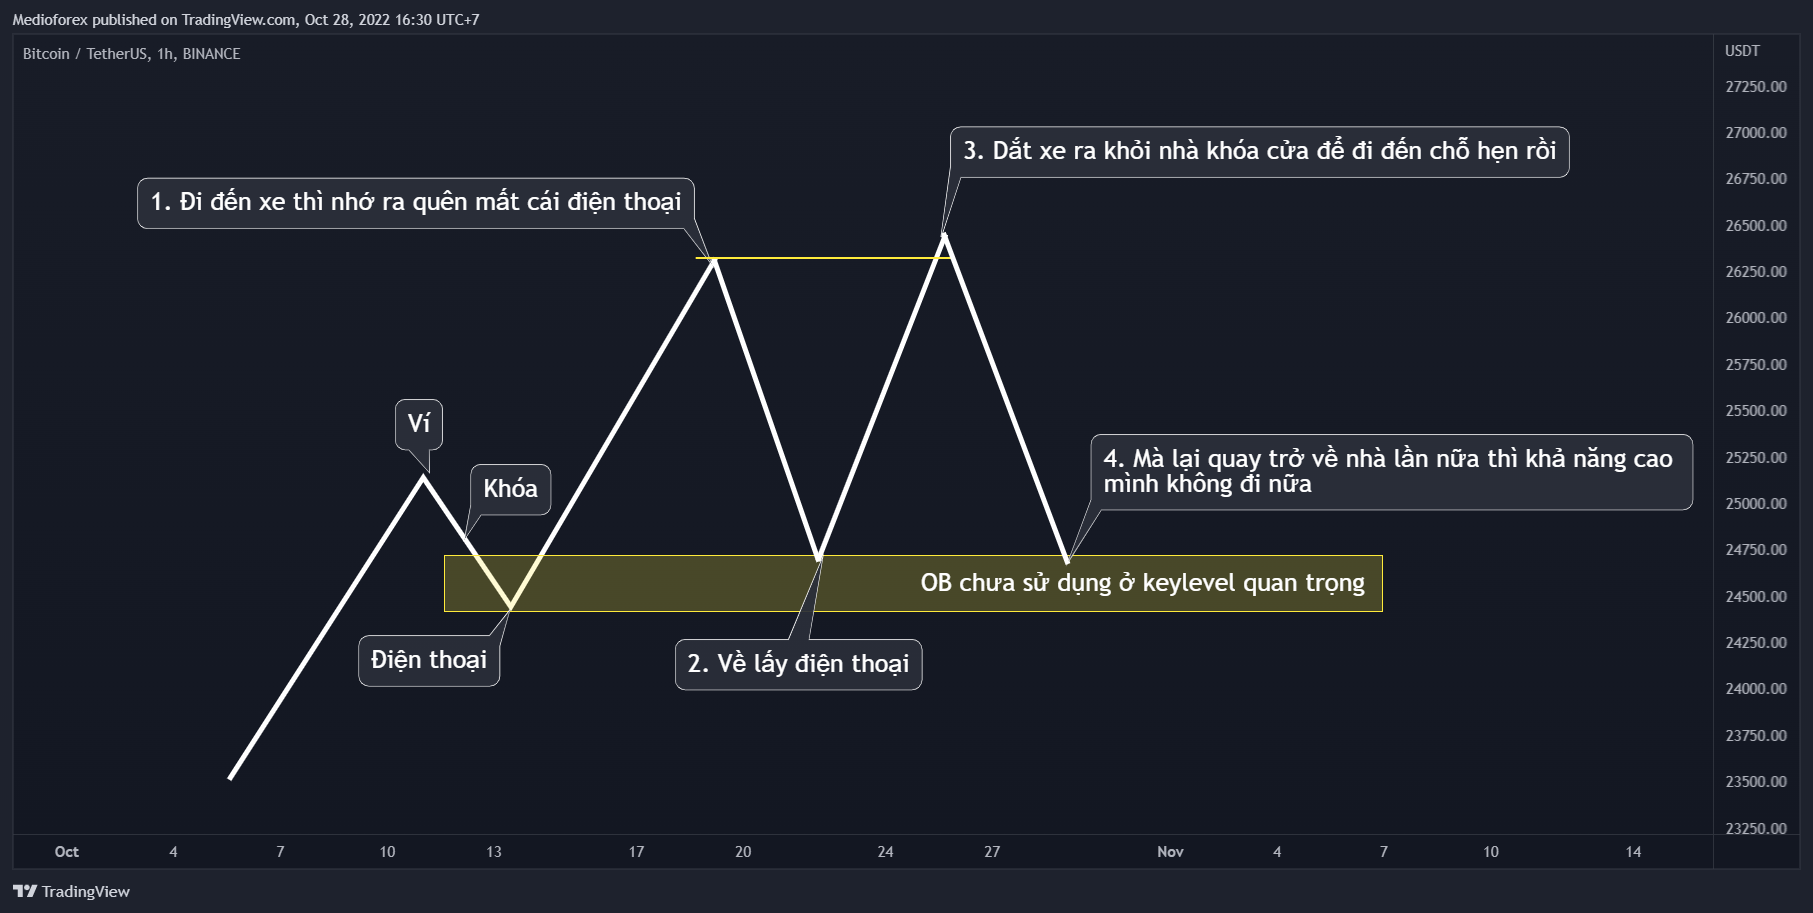 Medioforex published on TradingView.com, Oct 28, 2022 16:30 UTC+7
Bitcoin / TetherUS, 1h, BINANCE
USDT
27250.00
27000.00
26750.00
26500.00
26250.00
26000.00
25750.00
25500.00
25250.00
25000.00
24750.00
24500.00
24250.00
24000.00
23750.00
23500.00
23250.00
3. Dắt xe ra khỏi nhà khóa cửa để đi đến chỗ hẹn rồi
1. Đi đến xe thì nhớ ra quên mất cái điện thoại
Ví
Khóa
4. Mà lại quay trở về nhà lần nữa thì khả năng cao
mình không đi nữa
OB chưa sử dụng ở keylevel quan trọng
Điện thoại
2. Về lấy điện thoại
Oct 4 7 10 13 17 20 24 27 Nov 4 7 10 14
TradingView